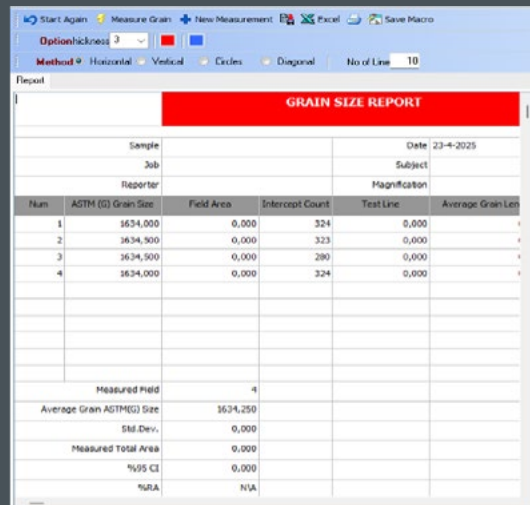 Start Again Measure Grain New Measurement Excel Save Macro
Option hickness 3
Method Horizontal Vertical Circles Diagonal No of Line 10
Report
GRAIN SIZE REPORT
Sample Date 23-4-2025
Job Subject
Reporter Magnification
Num ASTM (G) Grain Size Field Area Intercept Count Test Line Average Grain Len
1 1634,000 0,000 324 0,000
2 1634,500 0,000 323 0,000
3 1634,500 0,000 280 0,000
4 1634,000 0,000 324 0,000
Measured Field 4
Average Grain ASTM(G) Size 1634,250
Std.Dev. 0,000
Measured Total Area 0,000
%95 CI 0,000
%RA N\A